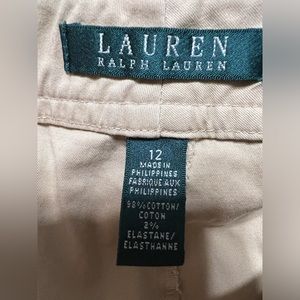 LAUREN
RALPH LAUREN
12
MADE IN
PHILIPPINES
FABRIQUE AUX
PHILIPPINES
98% COTTON/
COTON
2%
ELASTANE/
ELASTHANNE